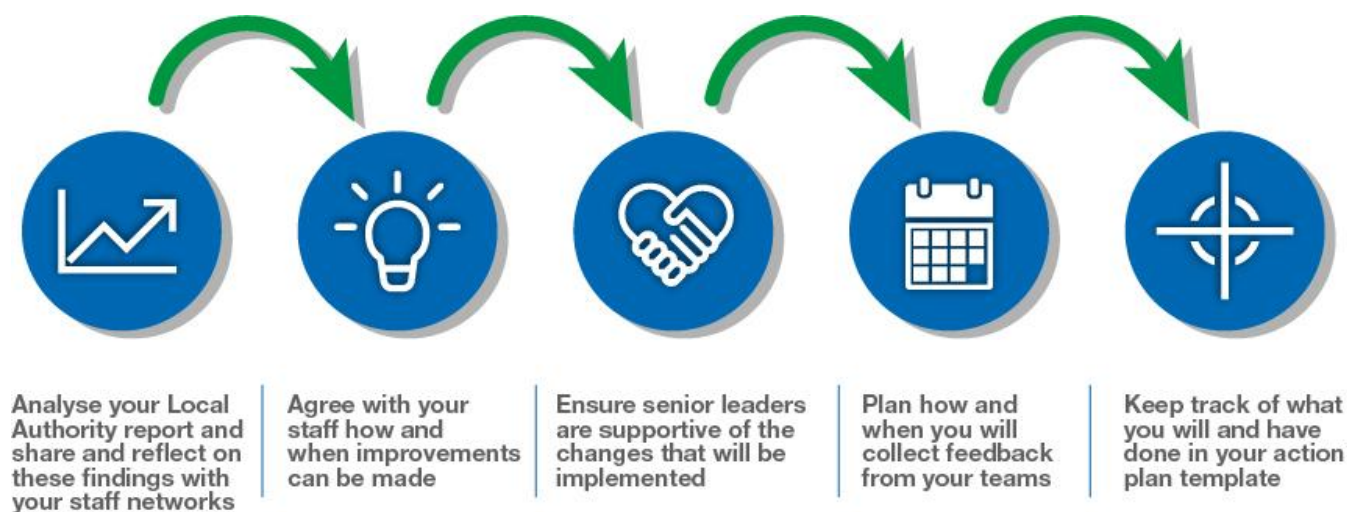 Analyse your Local
Authority report and
share and reflect on
these findings with
your staff networks
Agree with your
staff how and
when improvements
can be made
Ensure senior leaders
are supportive of the
changes that will be
implemented
Plan how and
when you will
collect feedback
from your teams
Keep track of what
you will and have
done in your action
plan template